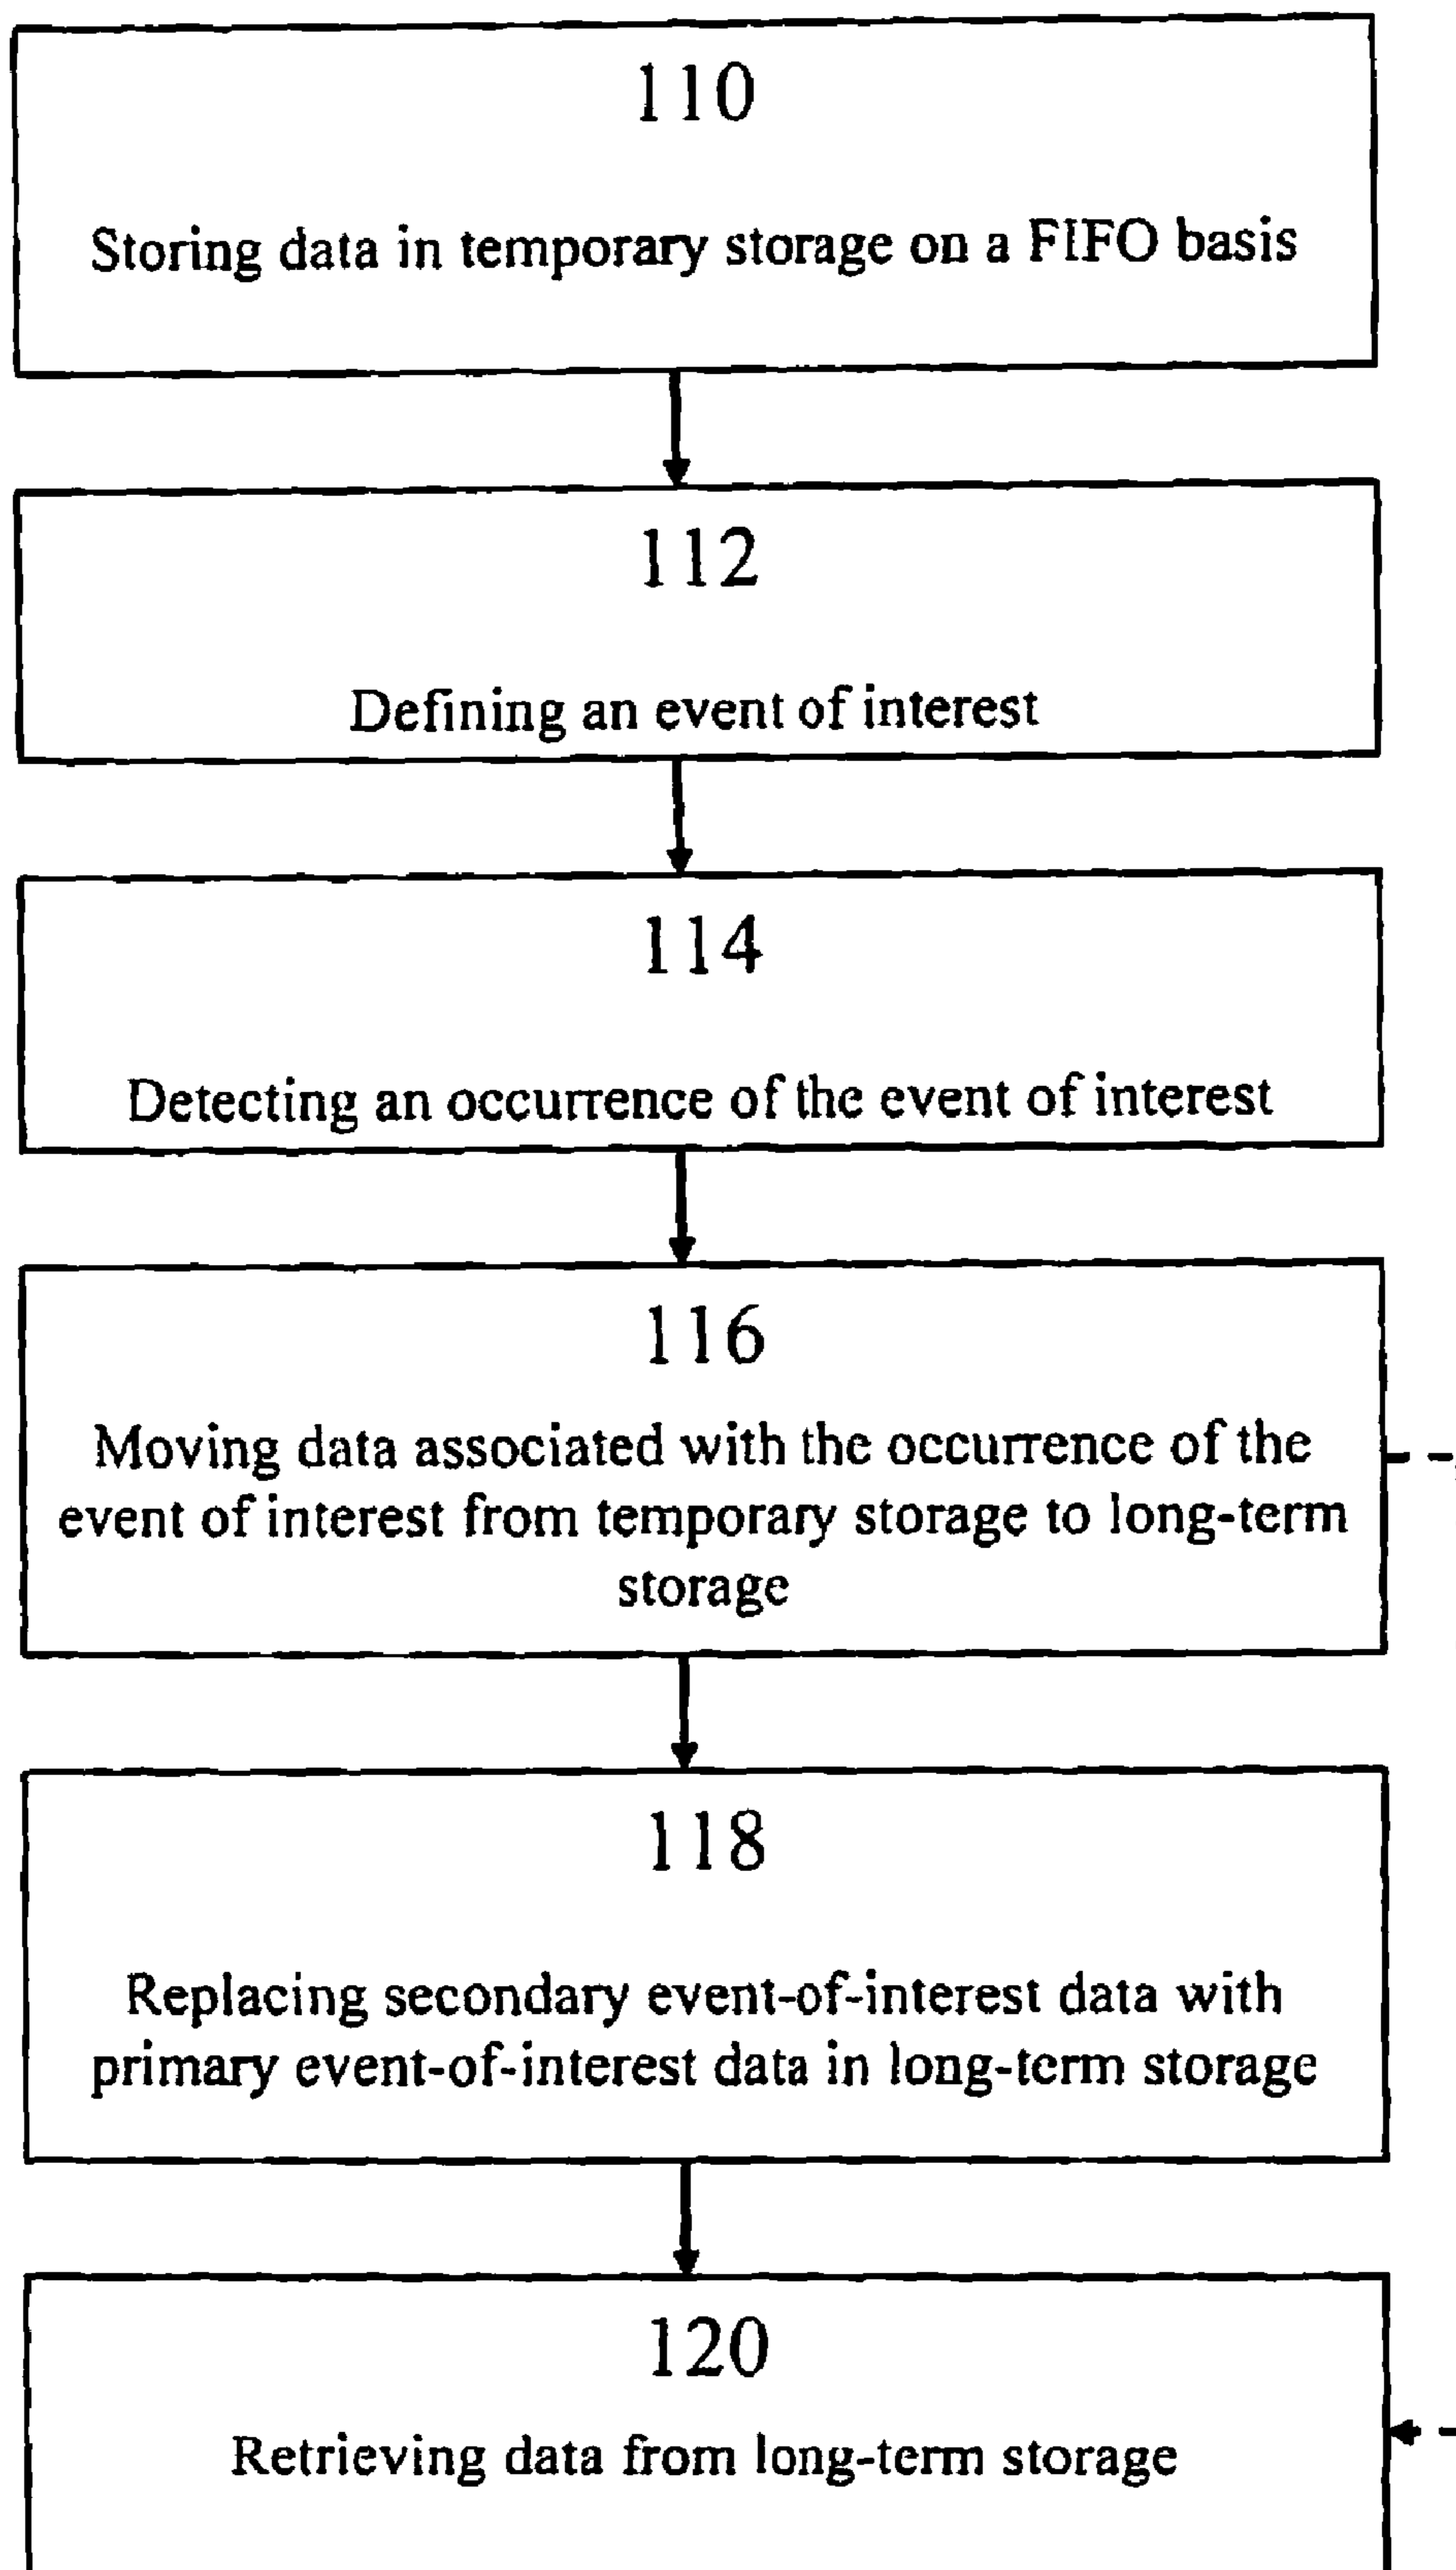 110
Storing data in temporary storage on a FIFO basis
112
Defining an event of interest
114
Detecting an occurrence of the event of interest
116
Moving data associated with the occurrence of the
event of interest from temporary storage to long-term
storage
118
Replacing secondary event-of-interest data with
primary event-of-interest data in long-term storage
120
Retrieving data from long-term storage